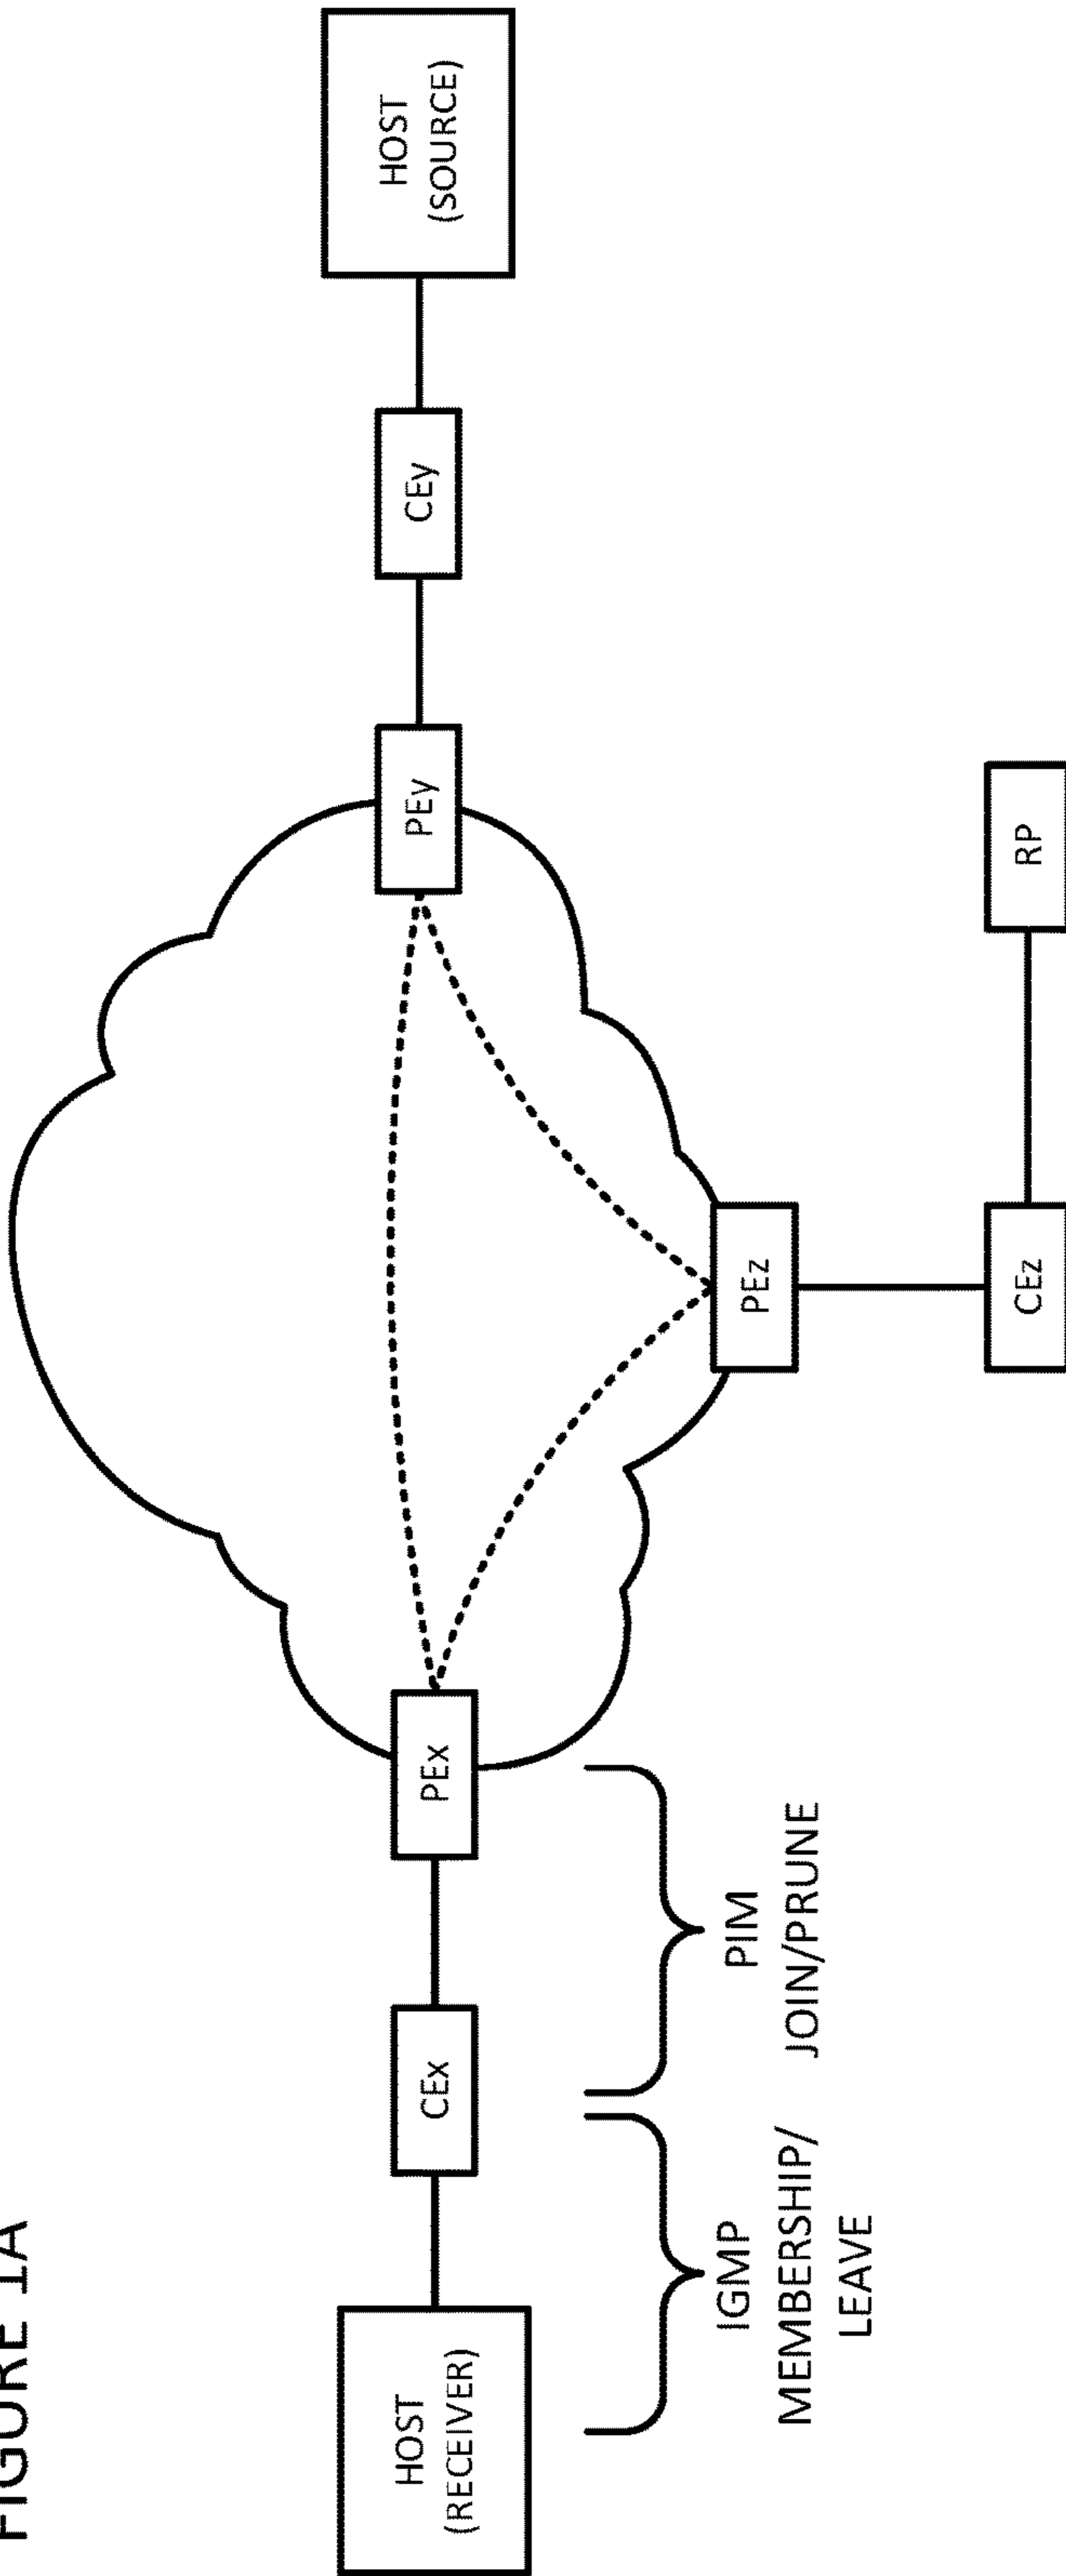 FIGURE 1A
HOST
(RECEIVER)
CEx
PEx
PEy
CEy
HOST
(SOURCE)
IGMP
MEMBERSHIP/
LEAVE
PIM
JOIN/PRUNE
PEz
CEz
RP